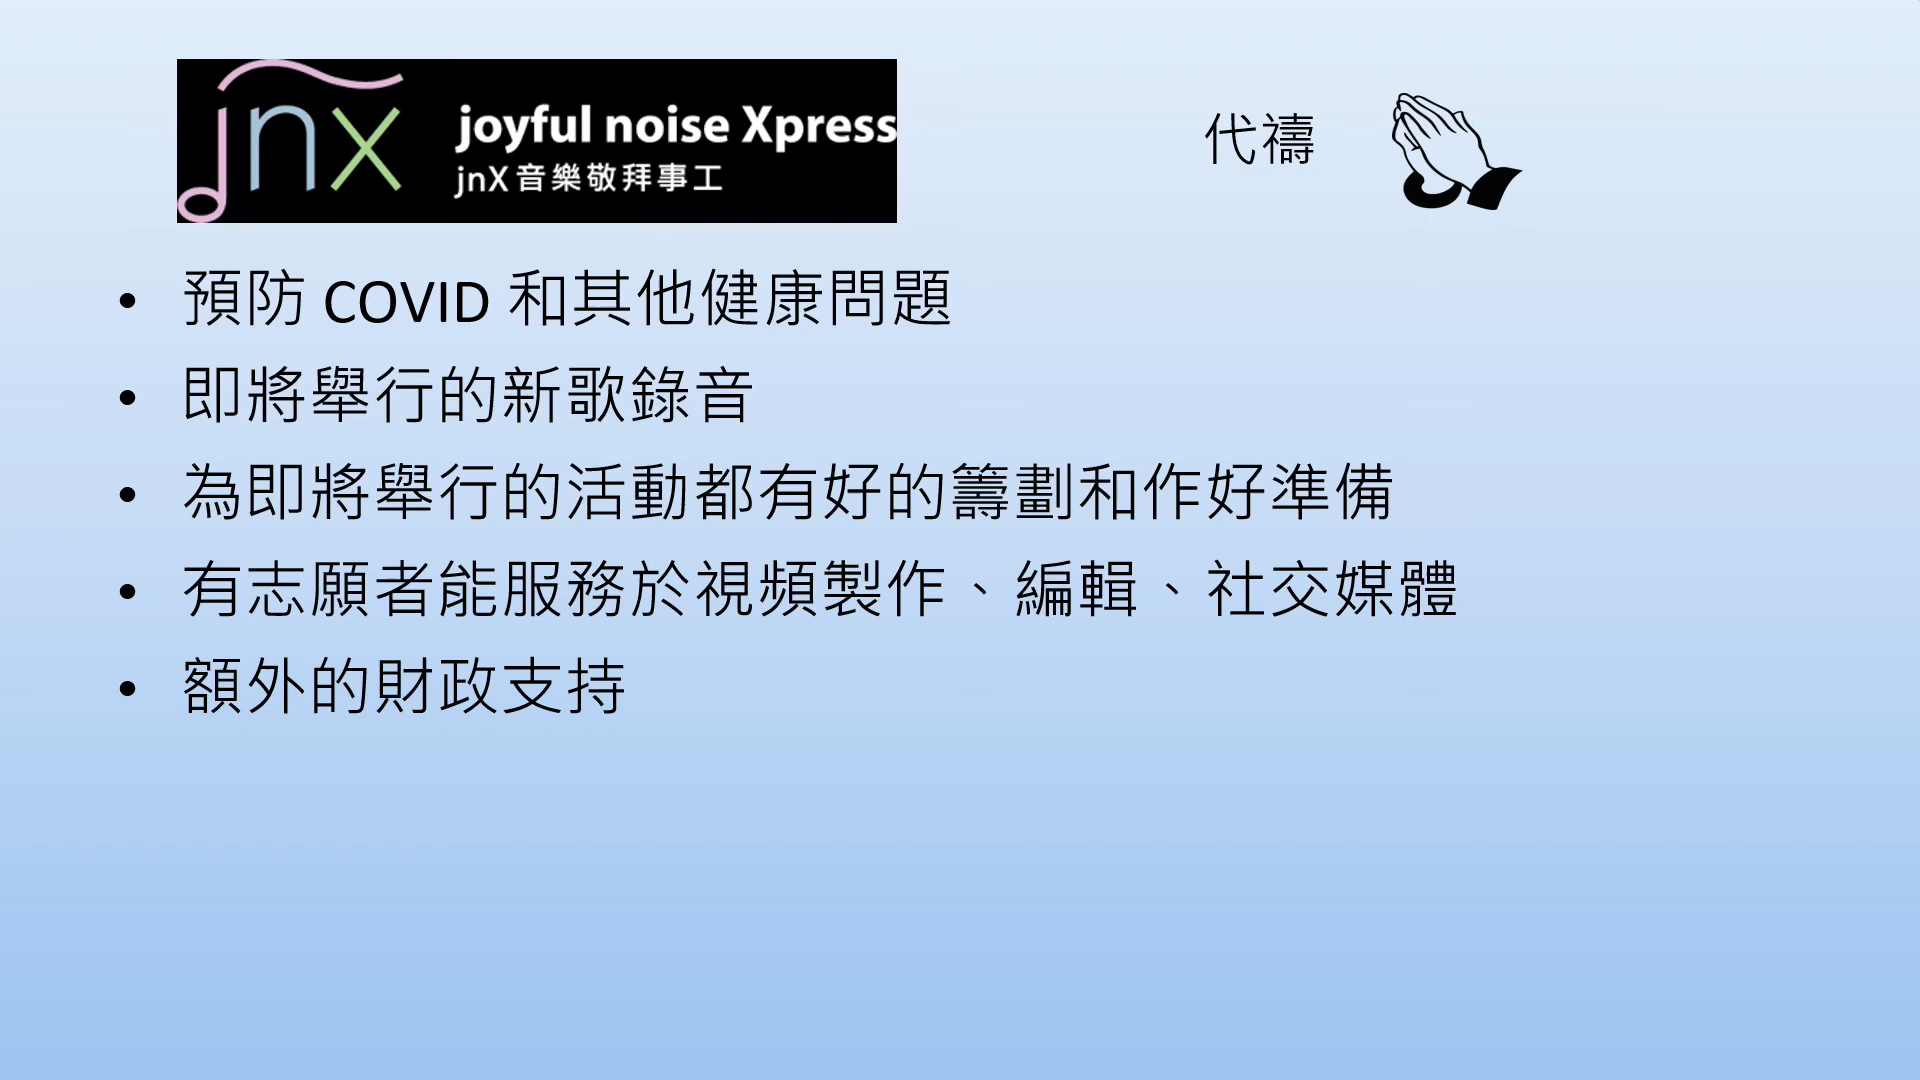 jnx
joyful noise Xpress
jnX 音樂敬拜事工
代禱
• 預防 COVID 和其他健康問題
• 即將舉行的新歌錄音
• 為即將舉行的活動都有好的籌劃和作好準備
• 有志願者能服務於視頻製作、編輯、社交媒體
• 額外的財政支持